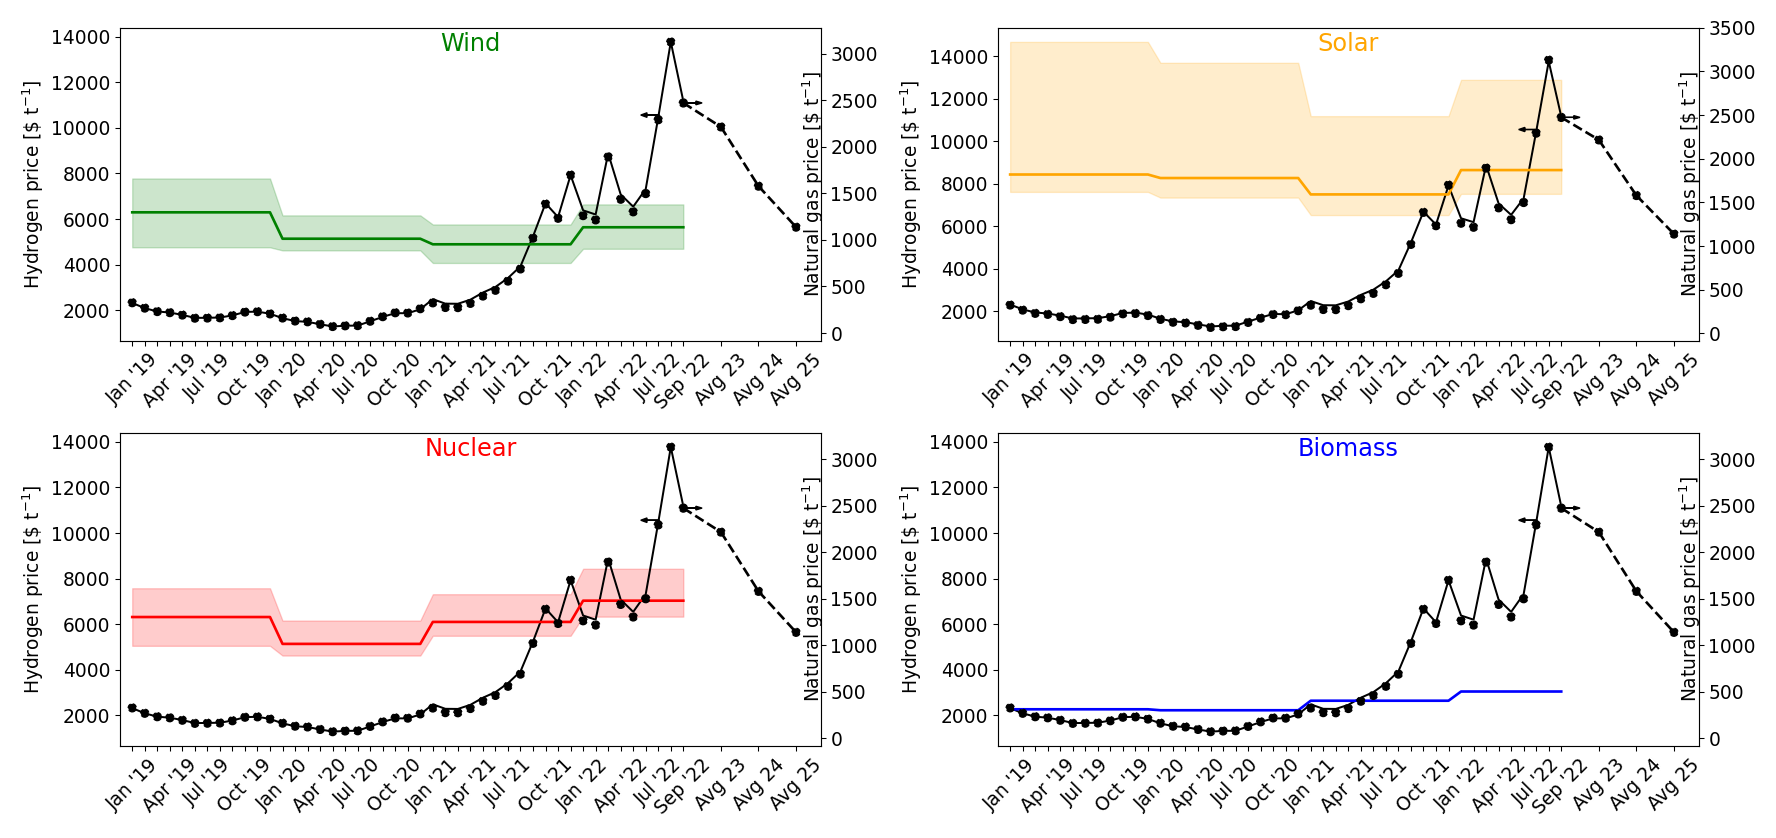 Wind
Hydrogen price [$ t⁻¹]
14000
12000
10000
8000
6000
4000
2000
Natural gas price [$ t⁻¹]
3000
2500
2000
1500
1000
500
0
Jan '19
Apr '19
Jul '19
Oct '19
Jan '20
Apr '20
Jul '20
Oct '20
Jan '21
Apr '21
Jul '21
Oct '21
Jan '22
Apr '22
Jul '22
Sep '22
Avg 23
Avg 24
Avg 25
Solar
Hydrogen price [$ t⁻¹]
14000
12000
10000
8000
6000
4000
2000
Natural gas price [$ t⁻¹]
3500
3000
2500
2000
1500
1000
500
0
Jan '19
Apr '19
Jul '19
Oct '19
Jan '20
Apr '20
Jul '20
Oct '20
Jan '21
Apr '21
Jul '21
Oct '21
Jan '22
Apr '22
Jul '22
Sep '22
Avg 23
Avg 24
Avg 25
Nuclear
Hydrogen price [$ t⁻¹]
14000
12000
10000
8000
6000
4000
2000
Natural gas price [$ t⁻¹]
3000
2500
2000
1500
1000
500
0
Jan '19
Apr '19
Jul '19
Oct '19
Jan '20
Apr '20
Jul '20
Oct '20
Jan '21
Apr '21
Jul '21
Oct '21
Jan '22
Apr '22
Jul '22
Sep '22
Avg 23
Avg 24
Avg 25
Biomass
Hydrogen price [$ t⁻¹]
14000
12000
10000
8000
6000
4000
2000
Natural gas price [$ t⁻¹]
3000
2500
2000
1500
1000
500
0
Jan '19
Apr '19
Jul '19
Oct '19
Jan '20
Apr '20
Jul '20
Oct '20
Jan '21
Apr '21
Jul '21
Oct '21
Jan '22
Apr '22
Jul '22
Sep '22
Avg 23
Avg 24
Avg 25